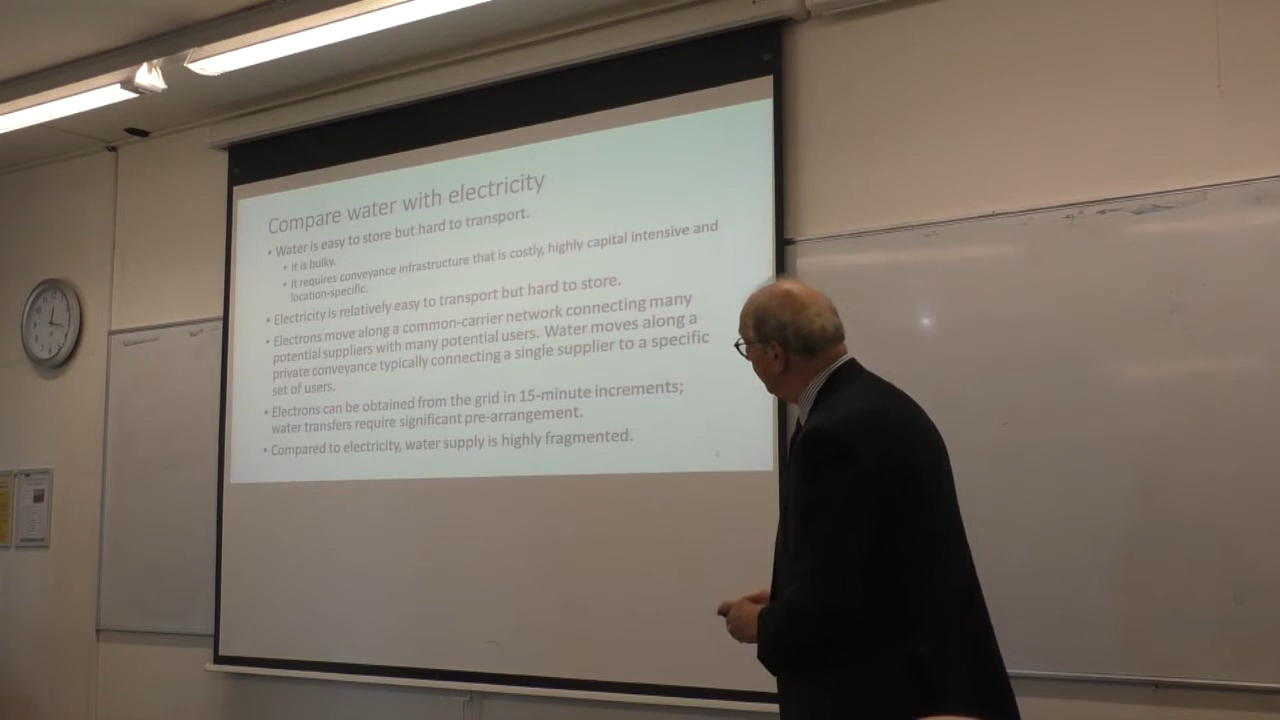 Compare water with electricity
• Water is easy to store but hard to transport.
• It is bulky.
• It requires conveyance infrastructure that is costly, highly capital intensive and
location-specific.
• Electricity is relatively easy to transport but hard to store.
• Electrons move along a common-carrier network connecting many
potential suppliers with many potential users. Water moves along a
private conveyance typically connecting a single supplier to a specific
set of users.
• Electrons can be obtained from the grid in 15-minute increments;
water transfers require significant pre-arrangement.
• Compared to electricity, water supply is highly fragmented.